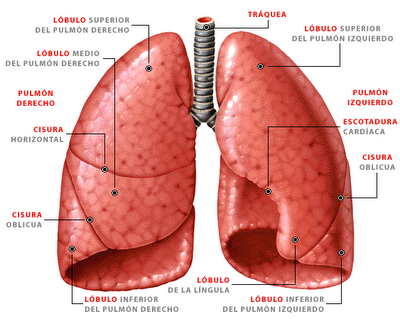 LÓBULO SUPERIOR
DEL PULMÓN DERECHO
TRÁQUEA
LÓBULO SUPERIOR
DEL PULMÓN IZQUIERDO
LÓBULO MEDIO
DEL PULMÓN DERECHO
PULMÓN
DERECHO
PULMÓN
IZQUIERDO
ESCOTADURA
CARDÍACA
CISURA
HORIZONTAL
CISURA
OBLICUA
CISURA
OBLICUA
LÓBULO
DE LA LÍNGULA
LÓBULO INFERIOR
DEL PULMÓN DERECHO
LÓBULO INFERIOR
DEL PULMÓN IZQUIERDO